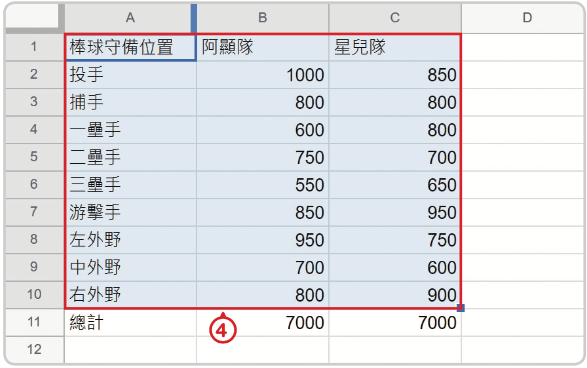 A B C D
1 棒球守備位置 阿顯隊 星兒隊
2 投手 1000 850
3 捕手 800 800
4 一壘手 600 800
5 二壘手 750 700
6 三壘手 550 650
7 游擊手 850 950
8 左外野 950 750
9 中外野 700 600
10 右外野 800 900
11 總計 7000 7000
4
12